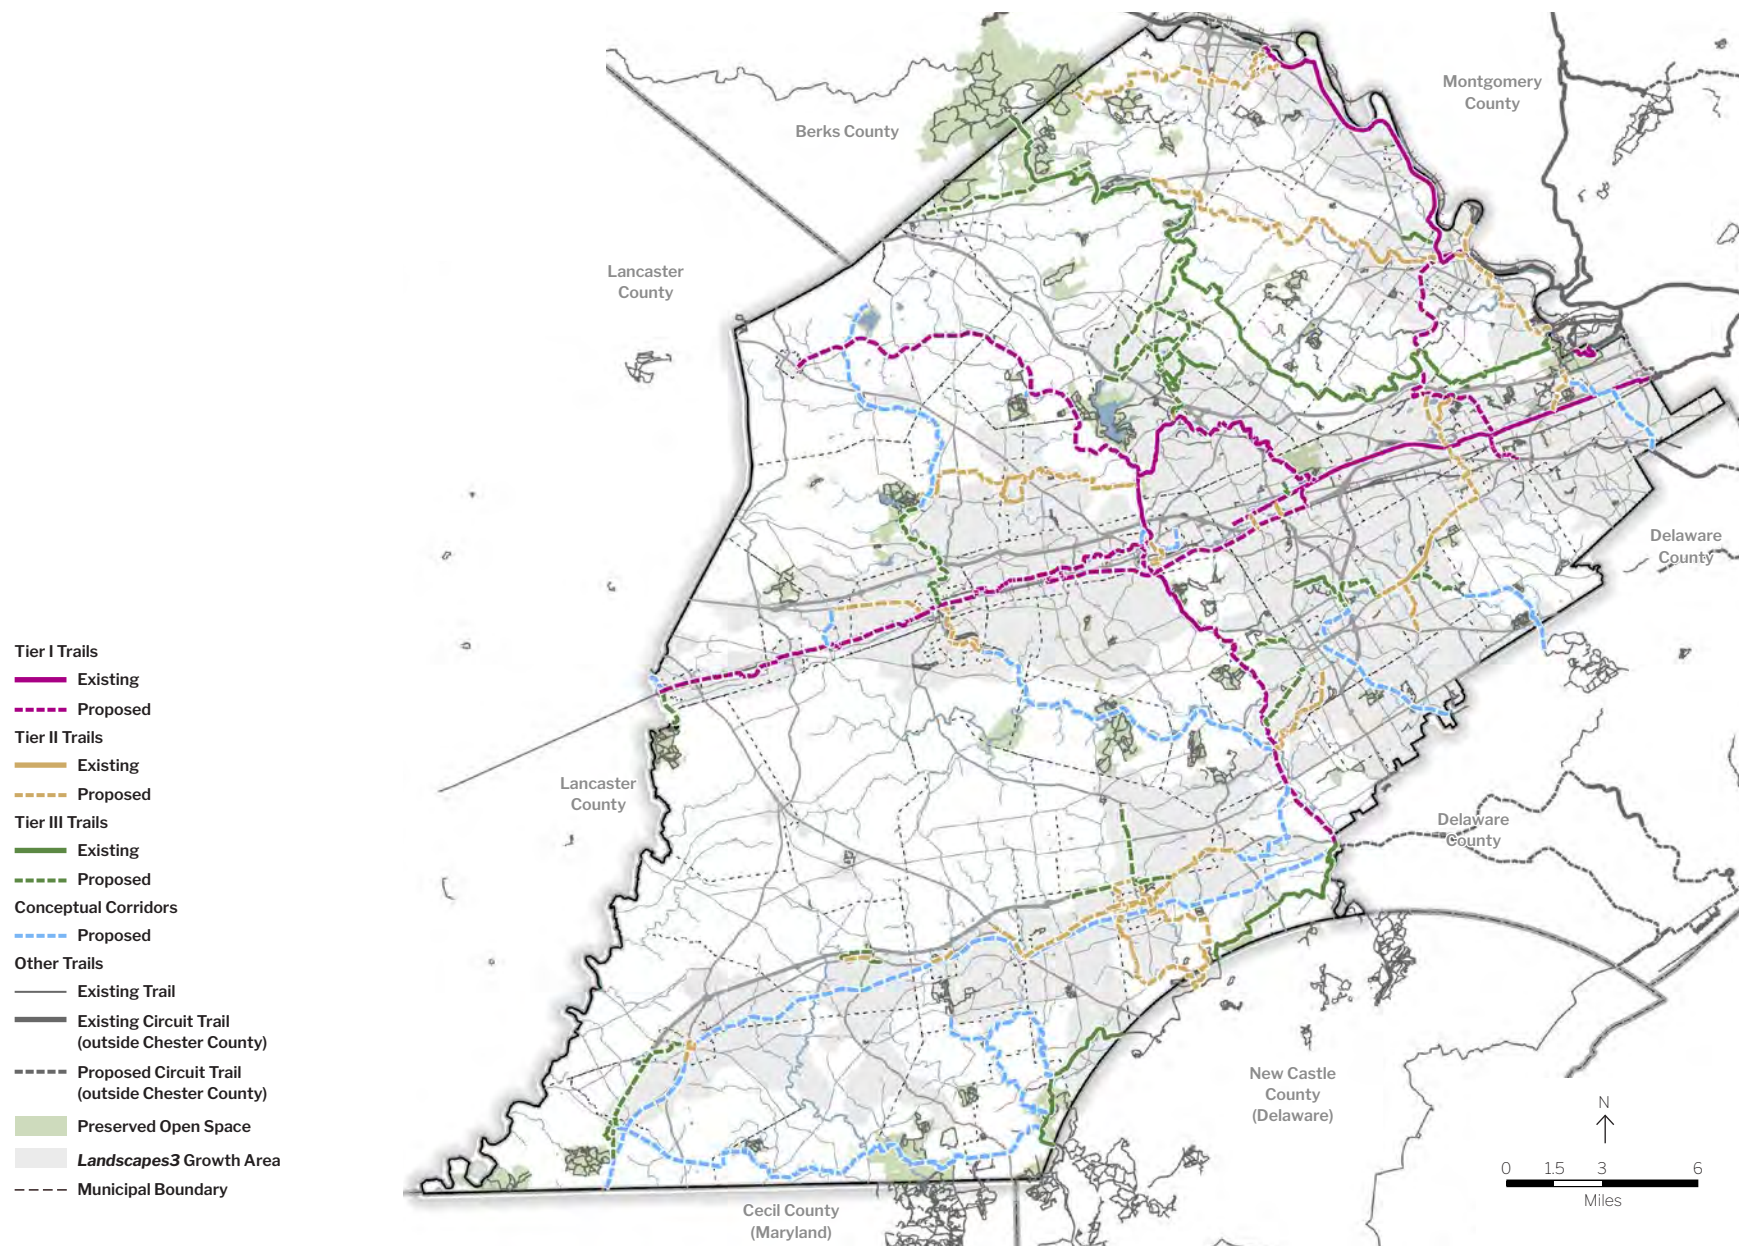 Montgomery
County
Berks County
Lancaster
County
Delaware
County
Lancaster
County
Delaware
County
New Castle
County
(Delaware)
Cecil County
(Maryland)
Tier I Trails
Existing
Proposed
Tier II Trails
Existing
Proposed
Tier III Trails
Existing
Proposed
Conceptual Corridors
Proposed
Other Trails
Existing Trail
Existing Circuit Trail
(outside Chester County)
Proposed Circuit Trail
(outside Chester County)
Preserved Open Space
Landscapes3 Growth Area
Municipal Boundary
N
0 1.5 3 6
Miles